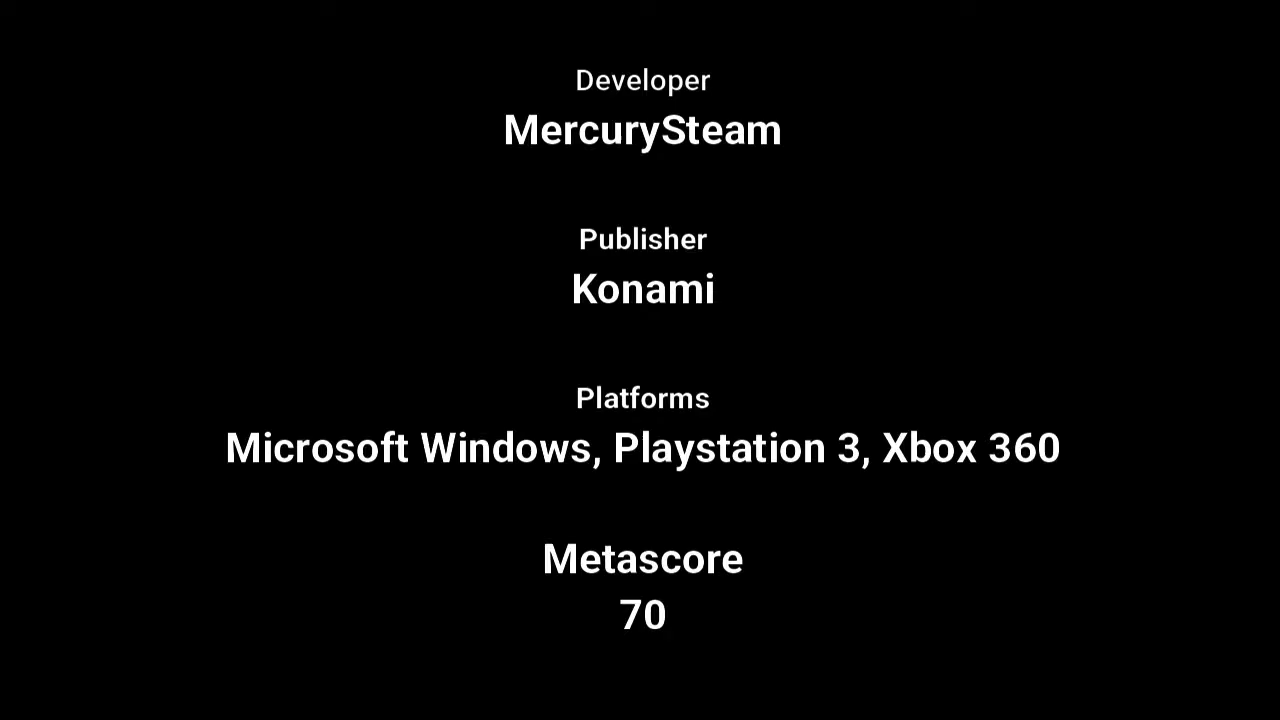 Developer
MercurySteam
Publisher
Konami
Platforms
Microsoft Windows, Playstation 3, Xbox 360
Metascore
70